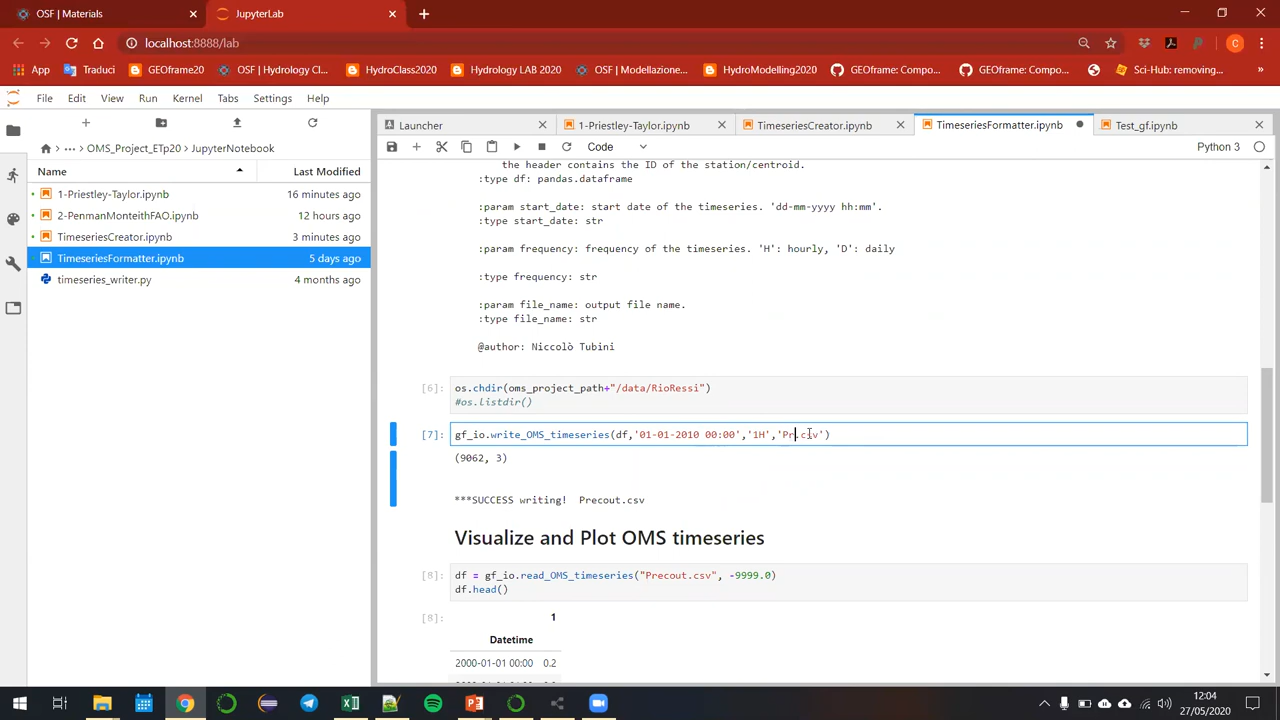 OSF | Materials
JupyterLab
localhost:8888/lab
App
Traduci
GEOframe20
OSF | Hydrology Cl...
HydroClass2020
Hydrology LAB 2020
OSF | Modellazione...
HydroModelling2020
GEOframe: Compo...
GEOframe: Compo...
Sci-Hub: removing...
File Edit View Run Kernel Tabs Settings Help
Launcher
1-Priestley-Taylor.ipynb
TimeseriesCreator.ipynb
TimeseriesFormatter.ipynb
Test_gf.ipynb
Code
Python 3
/ ··· / OMS_Project_ETp20 / JupyterNotebook
Name Last Modified
1-Priestley-Taylor.ipynb 16 minutes ago
2-PenmanMonteithFAO.ipynb 12 hours ago
TimeseriesCreator.ipynb 3 minutes ago
TimeseriesFormatter.ipynb 5 days ago
timeseries_writer.py 4 months ago
the header contains the ID of the station/centroid.
:type df: pandas.dataframe
:param start_date: start date of the timeseries. 'dd-mm-yyyy hh:mm'.
:type start_date: str
:param frequency: frequency of the timeseries. 'H': hourly, 'D': daily
:type frequency: str
:param file_name: output file name.
:type file_name: str
@author: Niccolò Tubini
[6]: os.chdir(oms_project_path+"/data/RioRessi")
#os.listdir()
[7]: gf_io.write_OMS_timeseries(df,'01-01-2010 00:00','1H','Pr.csv')
(9062, 3)
***SUCCESS writing!  Precout.csv
Visualize and Plot OMS timeseries
[8]: df = gf_io.read_OMS_timeseries("Precout.csv", -9999.0)
df.head()
[8]: 1
Datetime
2000-01-01 00:00 0.2
12:04
27/05/2020